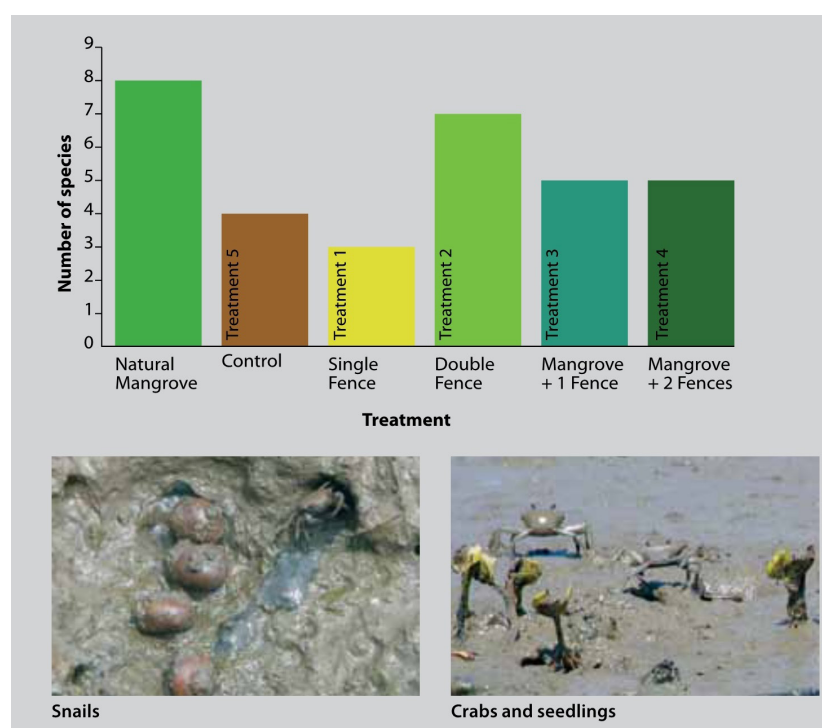 9
8
7
6
5
4
3
2
1
0
Number of species
Treatment 5
Treatment 1
Treatment 2
Treatment 3
Treatment 4
Natural
Mangrove
Control
Single
Fence
Double
Fence
Mangrove
+ 1 Fence
Mangrove
+ 2 Fences
Treatment
Snails
Crabs and seedlings